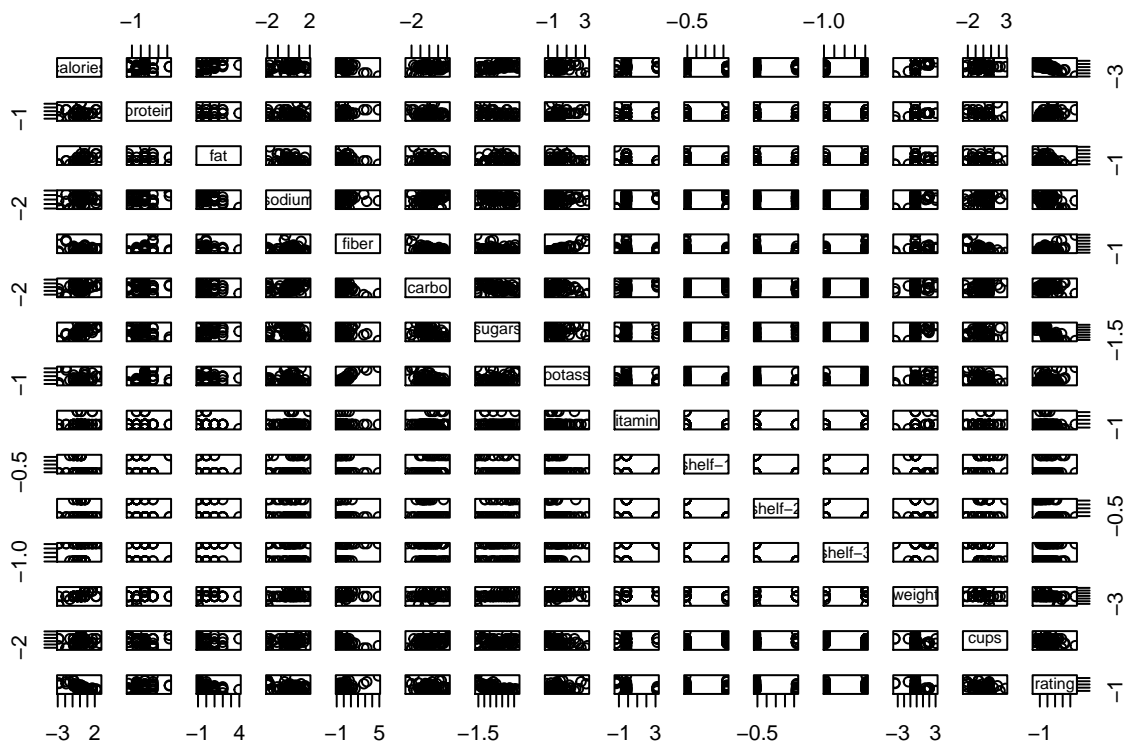 −1 −2 2 −2 −1 3 −0.5 −1.0 −2 3
calories −3
−1 protein
fat −1
−2 sodium
fiber −1
−2 carbo
sugars −1.5
−1 potass
itamin −1
−0.5 shelf−1
shelf−2 −0.5
−1.0 shelf−3
weight −3
−2 cups
rating −1
−3 2 −1 4 −1 5 −1.5 −1 3 −0.5 −3 3 −1